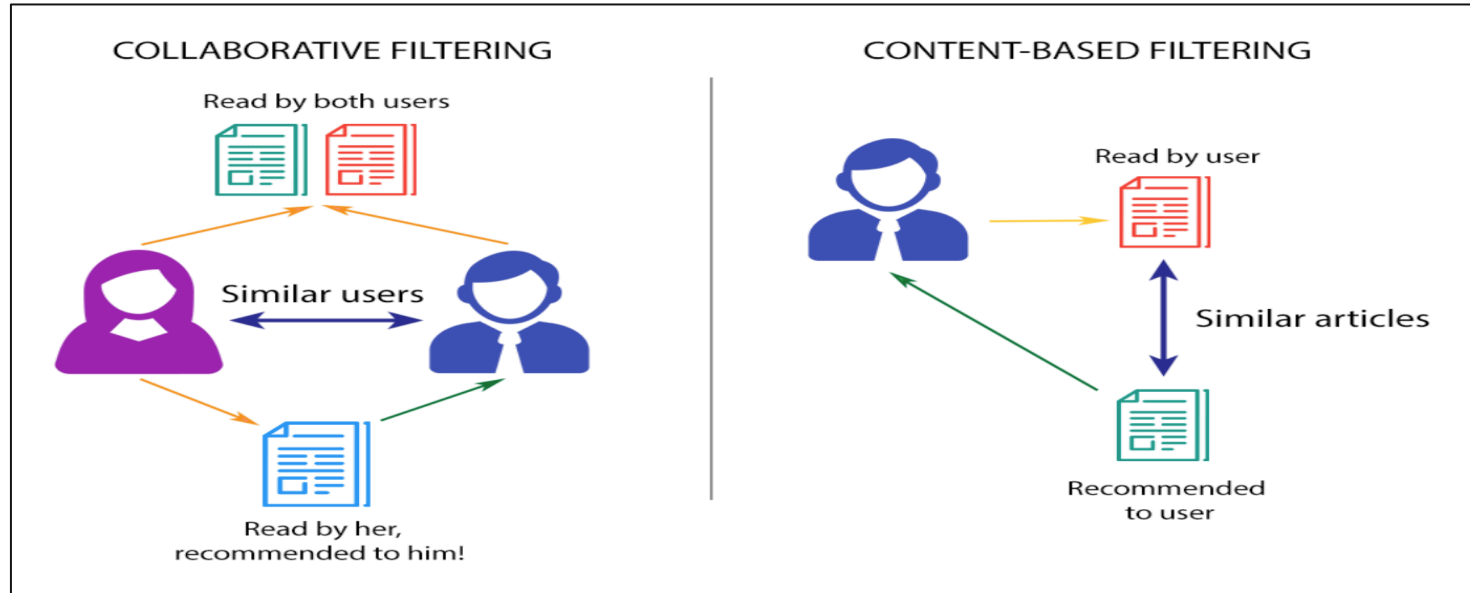 COLLABORATIVE FILTERING
Read by both users
Similar users
Read by her,
recommended to him!
CONTENT-BASED FILTERING
Read by user
Similar articles
Recommended
to user